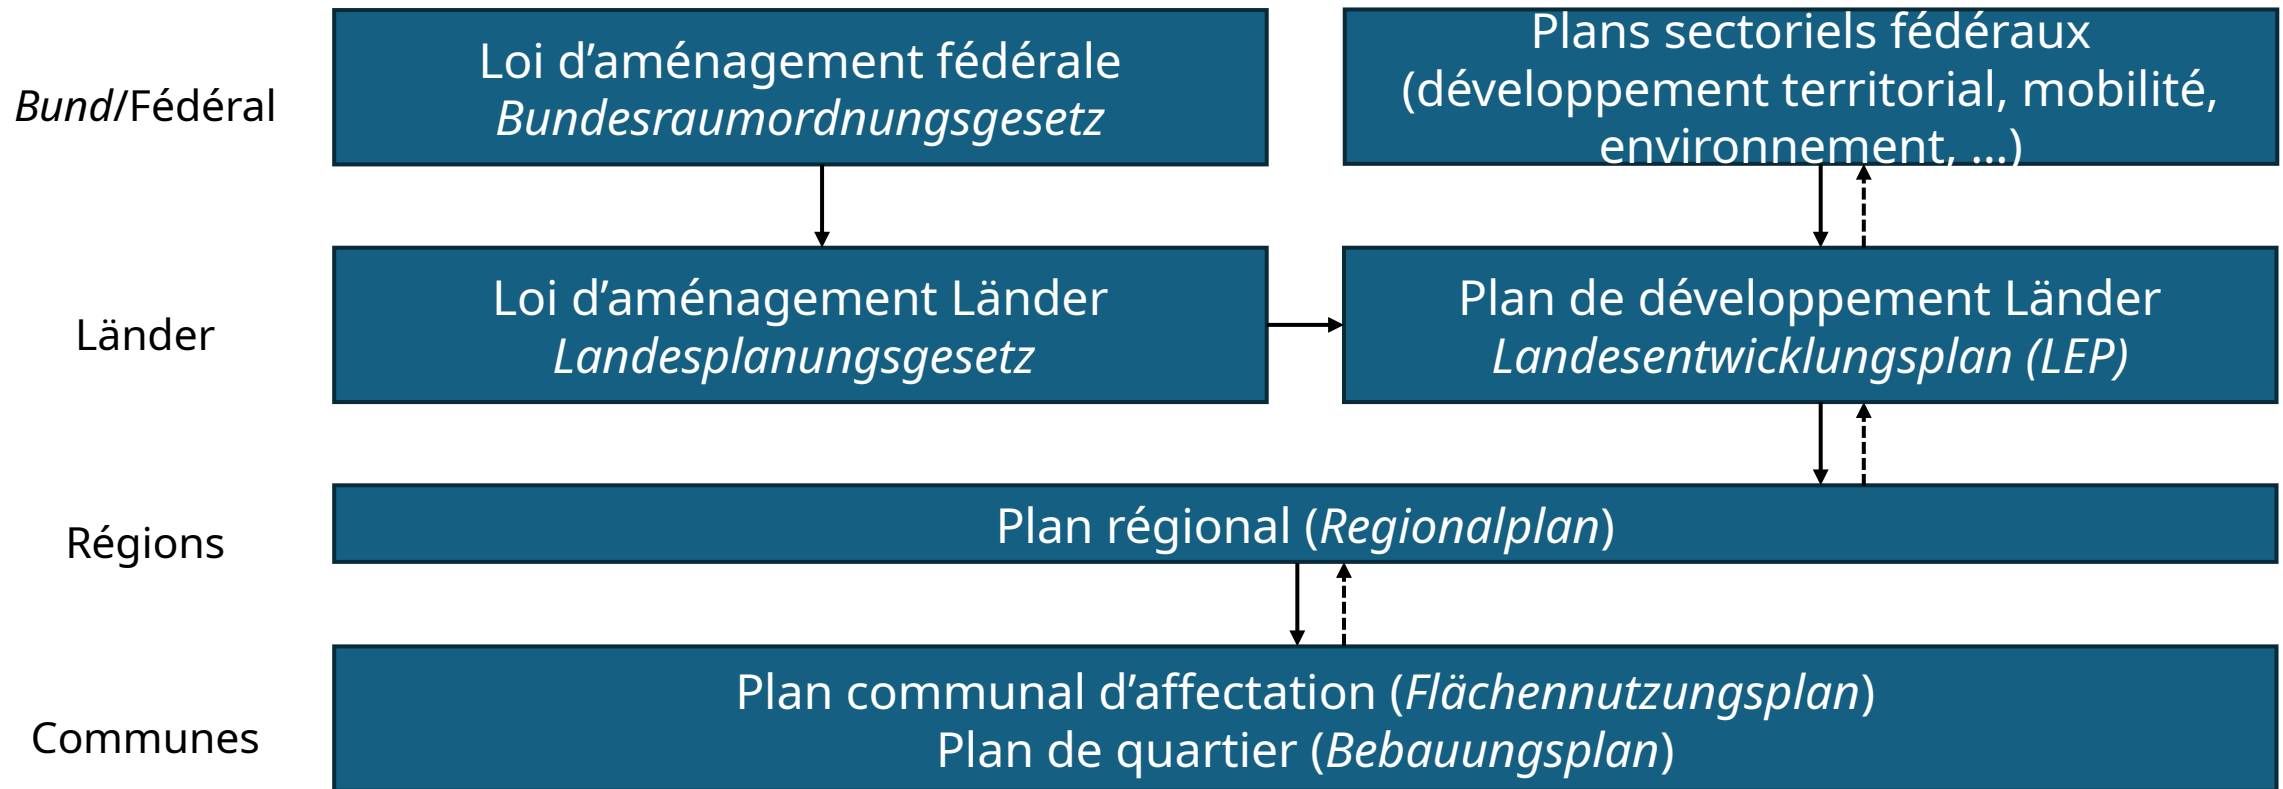 Bund/Fédéral
Loi d’aménagement fédérale
Bundesraumordnungsgesetz
Plans sectoriels fédéraux
(développement territorial, mobilité,
environnement, ...)
Länder
Loi d’aménagement Länder
Landesplanungsgesetz
Plan de développement Länder
Landesentwicklungsplan (LEP)
Régions
Plan régional (Regionalplan)
Communes
Plan communal d’affectation (Flächennutzungsplan)
Plan de quartier (Bebauungsplan)